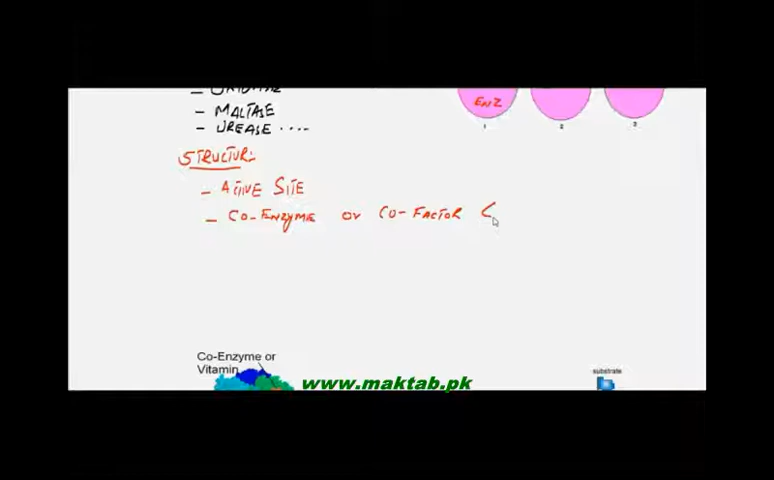 - MALTASE
- UREASE ....
ENZ
1
2
3
STRUCTUR:
- ACTIVE SITE
- CO-ENZYME or CO-FACTOR (
Co-Enzyme or
Vitamin
substrate
www.maktab.pk